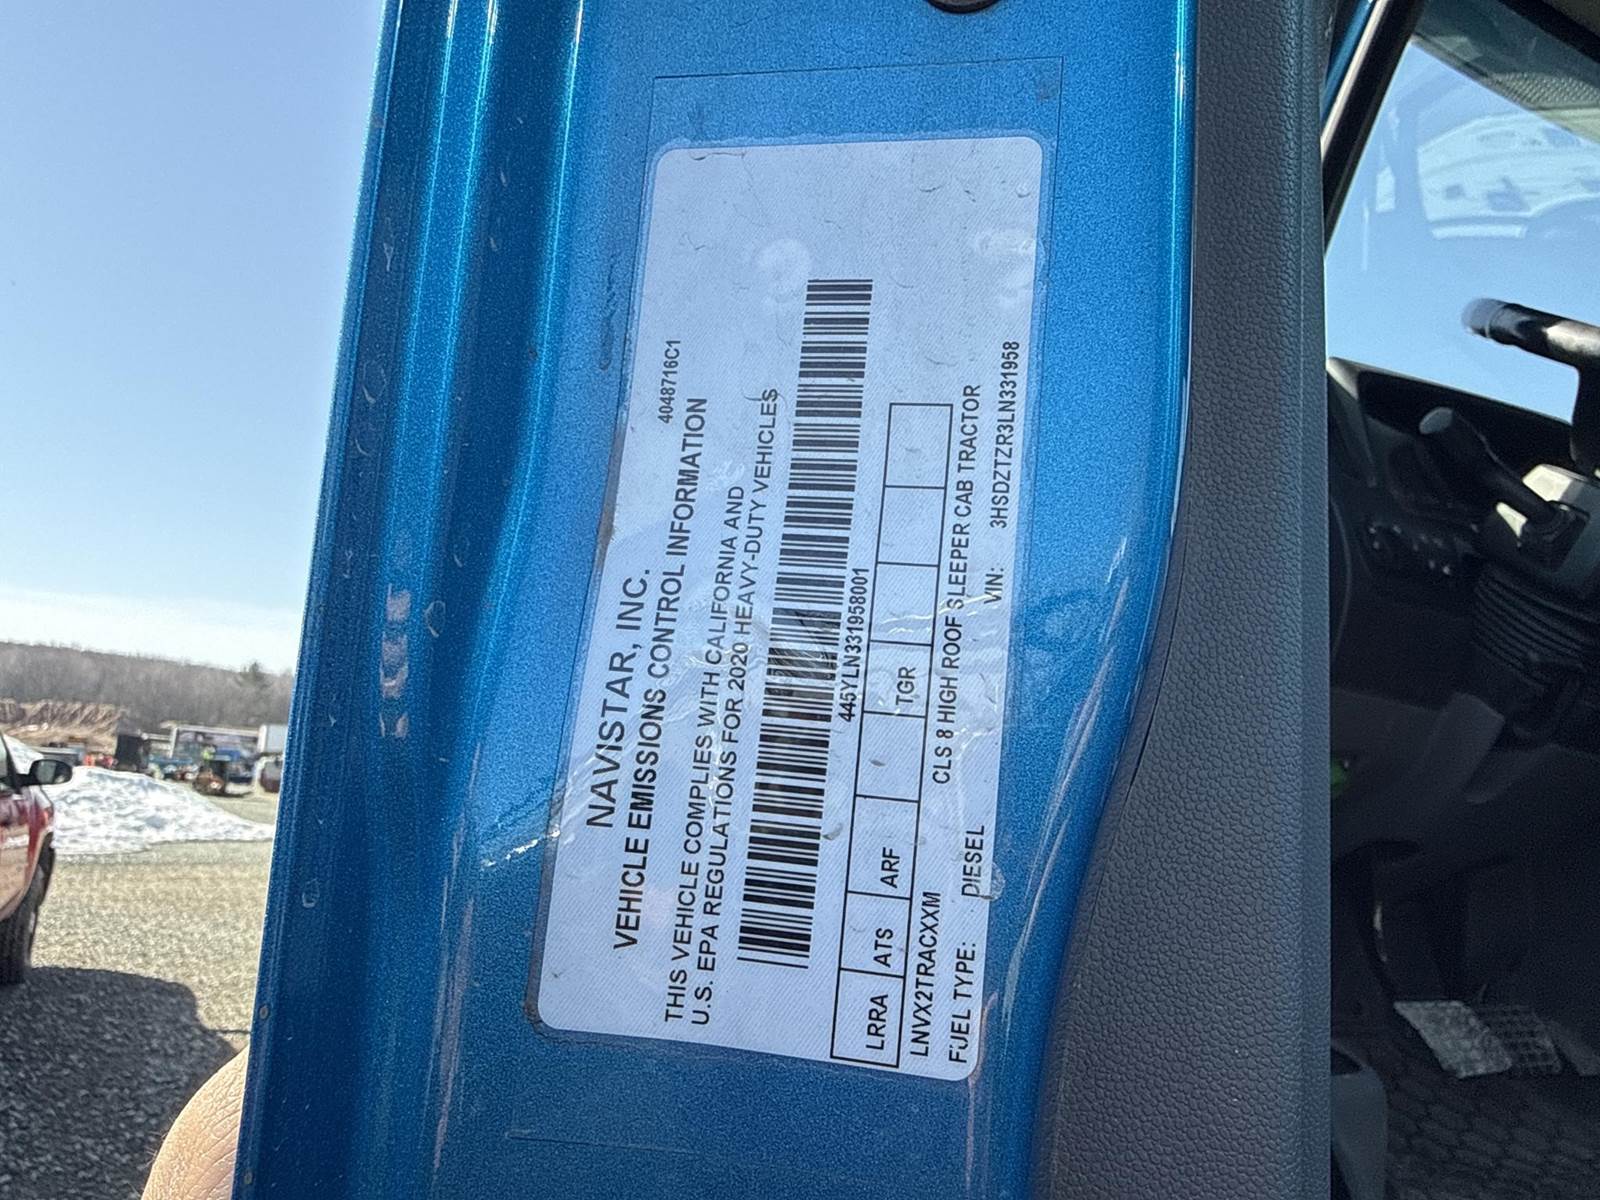 4048716C1
NAVISTAR, INC.
VEHICLE EMISSIONS CONTROL INFORMATION
THIS VEHICLE COMPLIES WITH CALIFORNIA AND
U.S. EPA REGULATIONS FOR 2020 HEAVY-DUTY VEHICLES
445YLN331958001
LRRA ATS ARF TGR
LNVX2TRACXXM CLS 8 HIGH ROOF SLEEPER CAB TRACTOR
FUEL TYPE: DIESEL VIN: 3HSDZTZR3LN331958